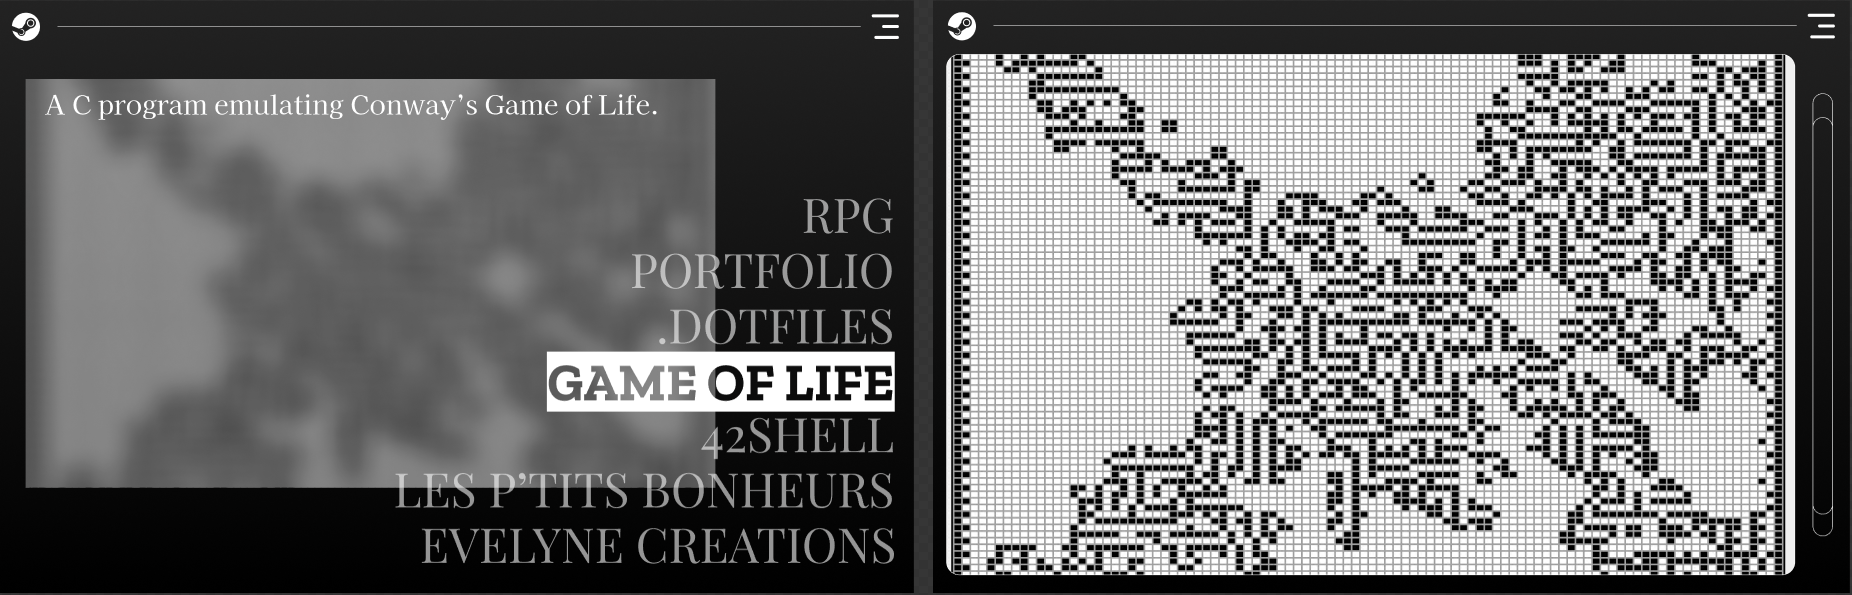 A C program emulating Conway’s Game of Life.
RPG
PORTFOLIO
.DOTFILES
GAME OF LIFE
42SHELL
LES P’TITS BONHEURS
EVELYNE CREATIONS